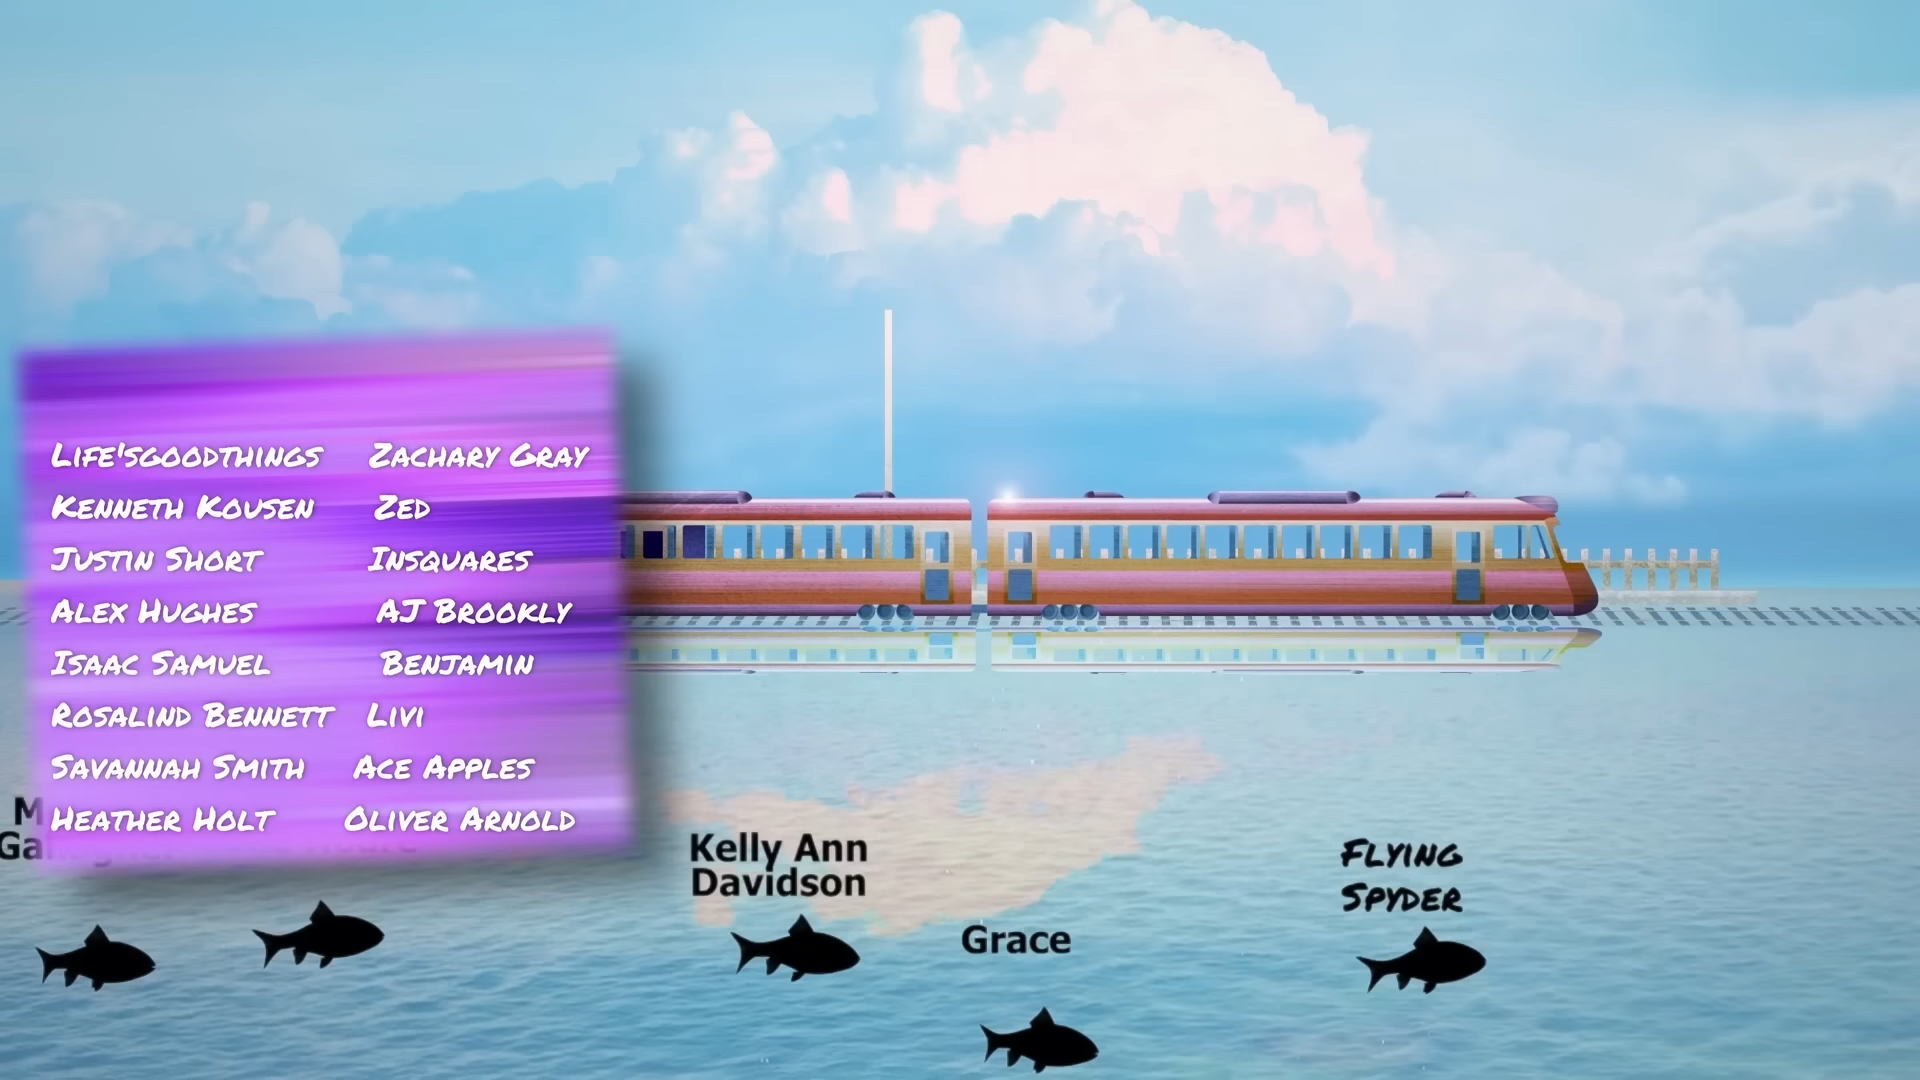 Life'sgoodthings Zachary Gray
Kenneth Kousen Zed
Justin Short Insquares
Alex Hughes AJ Brookly
Isaac Samuel Benjamin
Rosalind Bennett Livi
Savannah Smith Ace Apples
Heather Holt Oliver Arnold
Kelly Ann
Davidson
Grace
Flying
Spyder